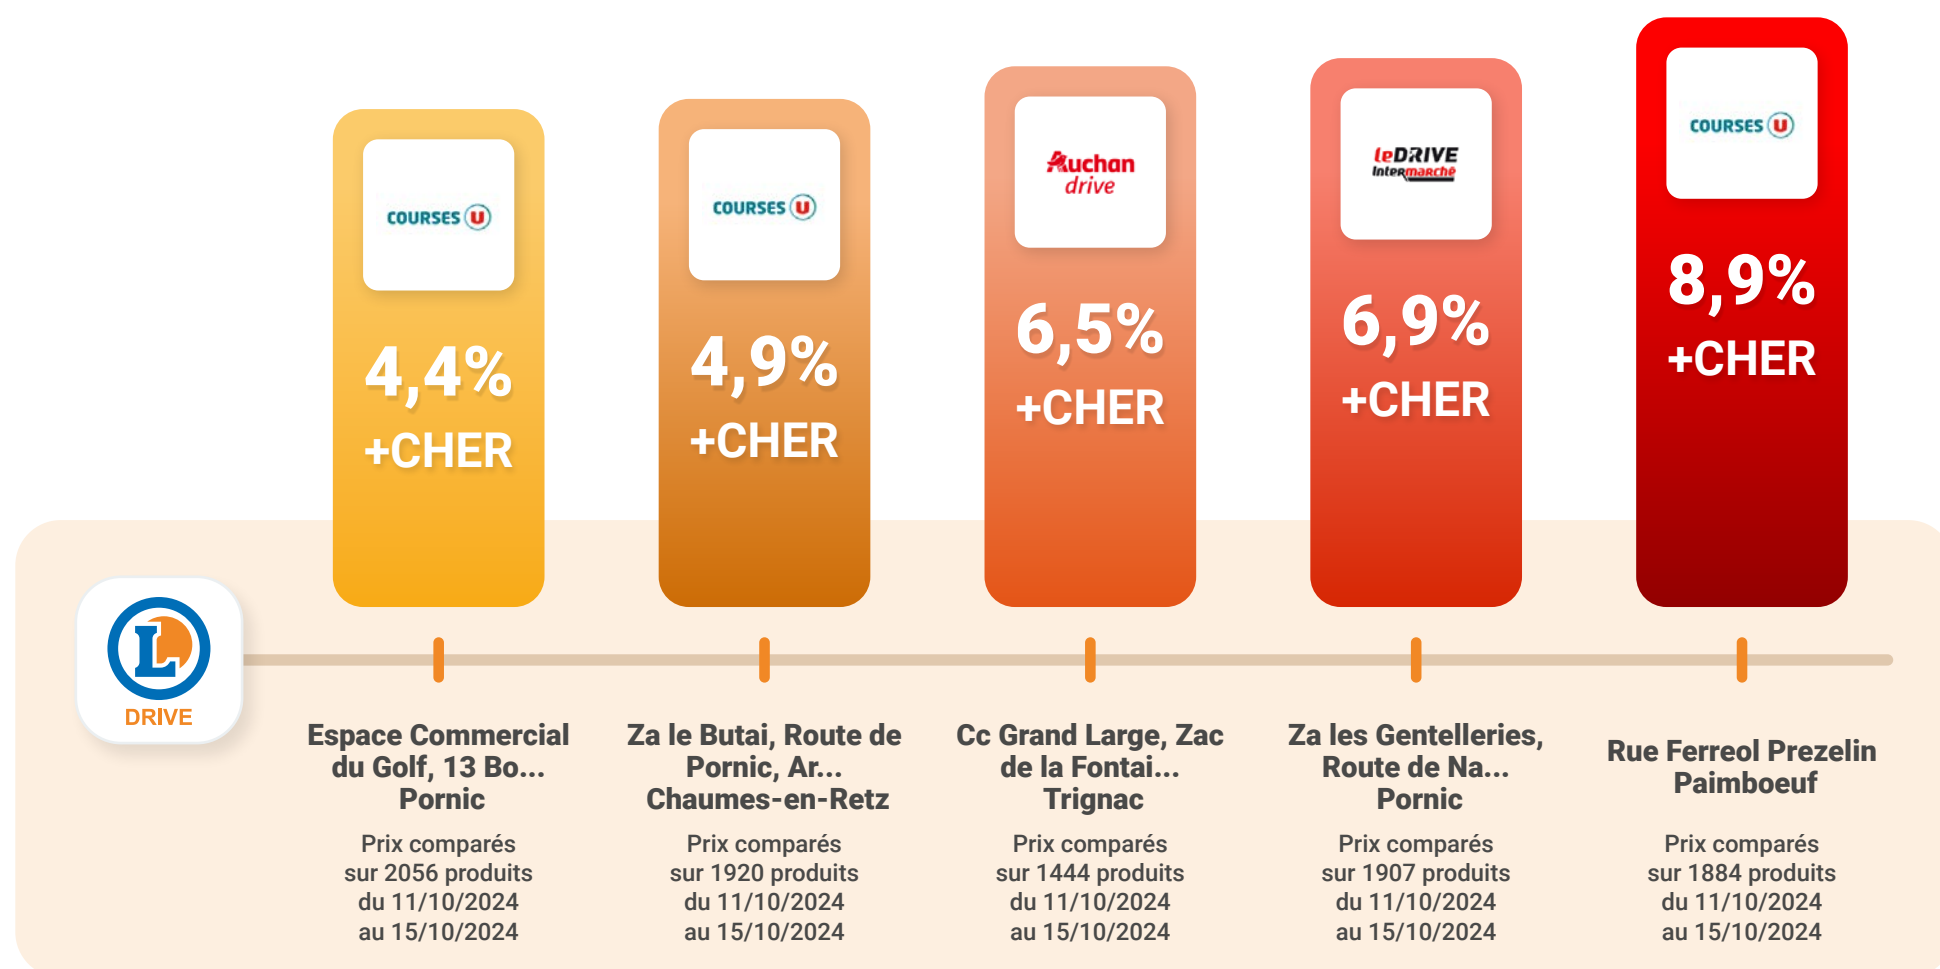 COURSES U
4,4%
+CHER
COURSES U
4,9%
+CHER
Auchan
drive
6,5%
+CHER
leDRIVE
Intermarché
6,9%
+CHER
COURSES U
8,9%
+CHER
L
DRIVE
Espace Commercial
du Golf, 13 Bo...
Pornic
Prix comparés
sur 2056 produits
du 11/10/2024
au 15/10/2024
Za le Butai, Route de
Pornic, Ar...
Chaumes-en-Retz
Prix comparés
sur 1920 produits
du 11/10/2024
au 15/10/2024
Cc Grand Large, Zac
de la Fontai...
Trignac
Prix comparés
sur 1444 produits
du 11/10/2024
au 15/10/2024
Za les Gentelleries,
Route de Na...
Pornic
Prix comparés
sur 1907 produits
du 11/10/2024
au 15/10/2024
Rue Ferreol Prezelin
Paimboeuf
Prix comparés
sur 1884 produits
du 11/10/2024
au 15/10/2024